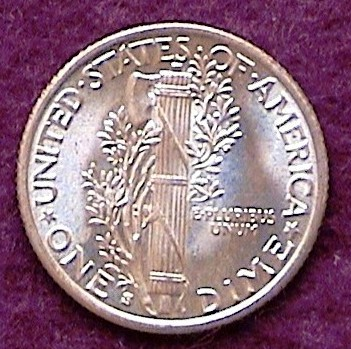 UNITED·STATES·OF·AMERICA
E·PLURIBUS
UNUM
ONE DIME
S